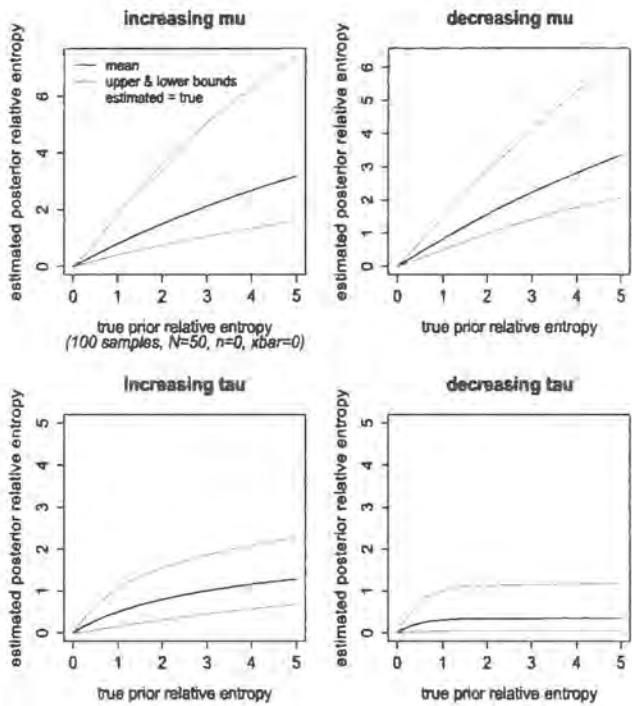 increasing mu
decreasing mu
estimated posterior relative entropy
0 2 4 6
mean
upper & lower bounds
estimated = true
0 1 2 3 4 5
true prior relative entropy
(100 samples, N=50, n=0, xbar=0)
estimated posterior relative entropy
0 1 2 3 4 5 6
0 1 2 3 4 5
true prior relative entropy
increasing tau
decreasing tau
estimated posterior relative entropy
0 1 2 3 4 5
0 1 2 3 4 5
true prior relative entropy
estimated posterior relative entropy
0 1 2 3 4 5
0 1 2 3 4 5
true prior relative entropy